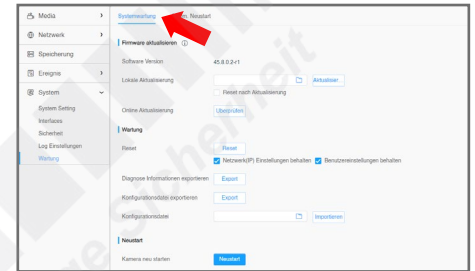 Media
Netzwerk
Speicherung
Ereignis
System
System Setting
Interfaces
Sicherheit
Log Einstellungen
Wartung
Systemwartung
Neustart
Firmware aktualisieren
Software Version 45.8.0.2-r1
Lokale Aktualisierung Aktualisier...
Reset nach Aktualisierung
Online Aktualisierung Überprüfen
Wartung
Reset Reset
Netzwerk(IP) Einstellungen behalten Benutzereinstellungen behalten
Diagnose Informationen exportieren Export
Konfigurationsdatei exportieren Export
Konfigurationsdatei Importieren
Neustart
Kamera neu starten Neustart